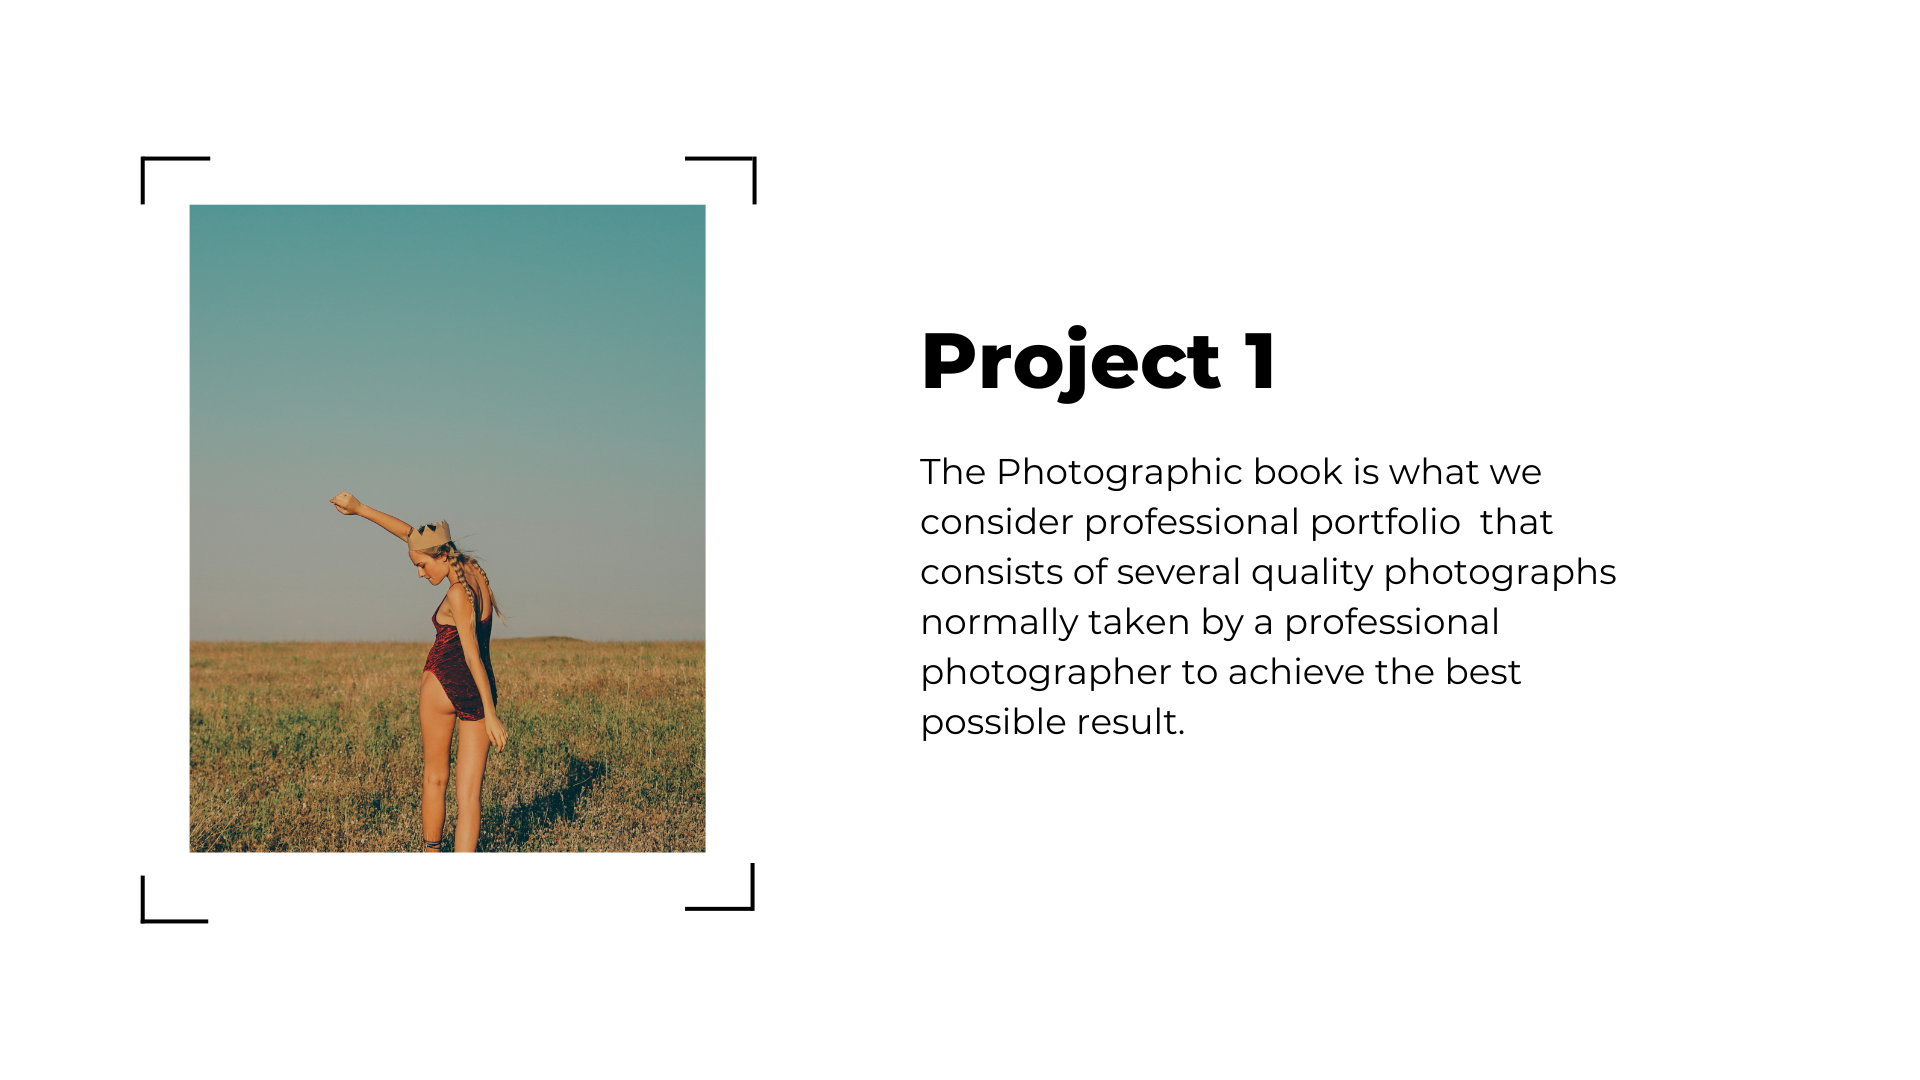 Project 1
The Photographic book is what we
consider professional portfolio  that
consists of several quality photographs
normally taken by a professional
photographer to achieve the best
possible result.